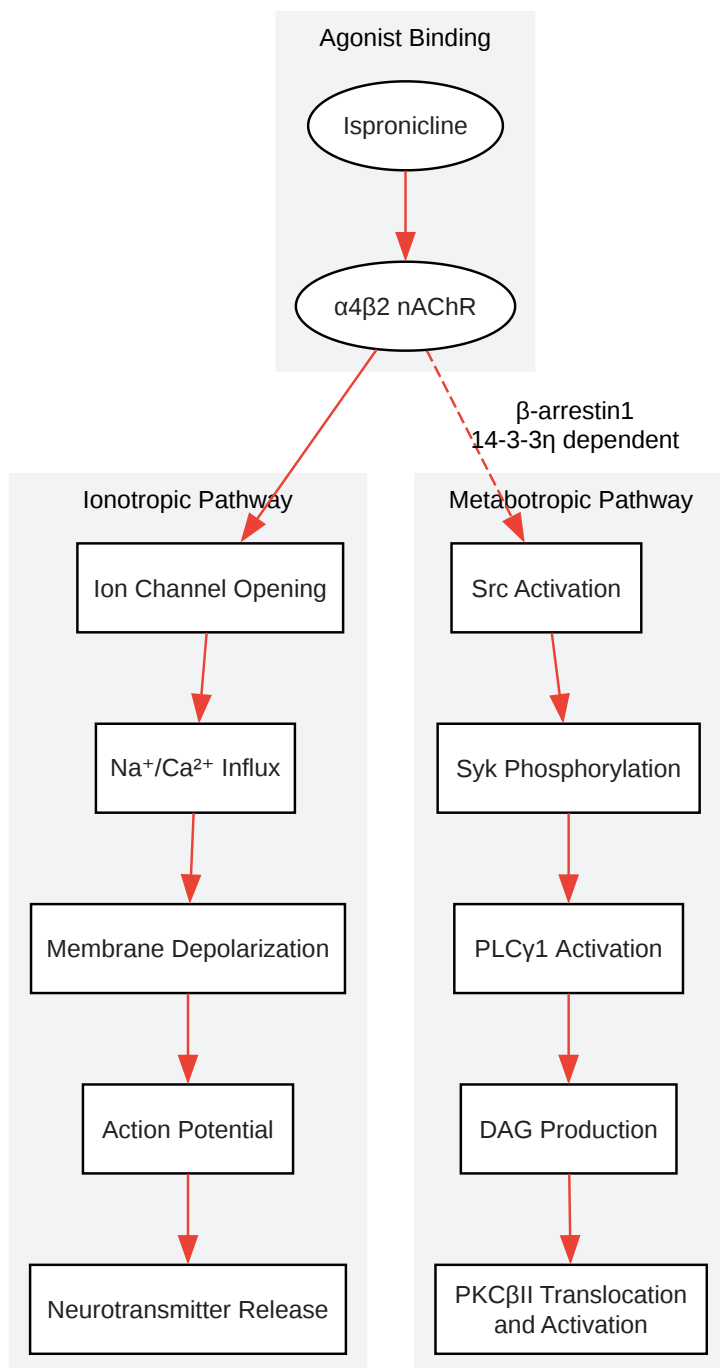 Agonist Binding
Ispronicline
α4β2 nAChR
β-arrestin1
14-3-3η dependent
Ionotropic Pathway
Ion Channel Opening
Na⁺/Ca²⁺ Influx
Membrane Depolarization
Action Potential
Neurotransmitter Release
Metabotropic Pathway
Src Activation
Syk Phosphorylation
PLCγ1 Activation
DAG Production
PKCβII Translocation
and Activation